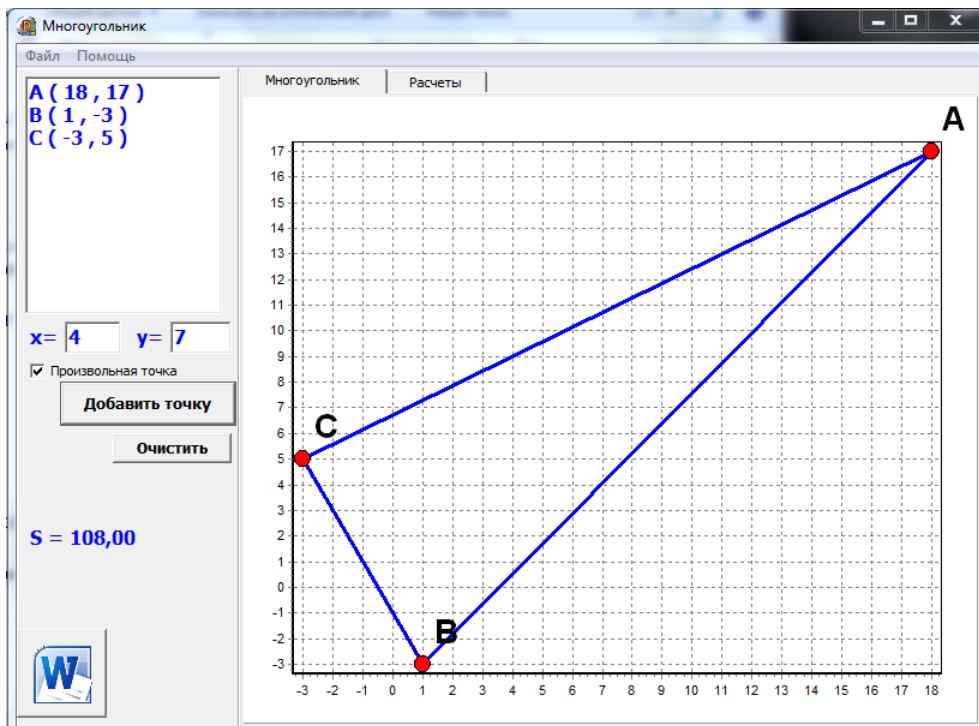 Многоугольник
Файл Помощь
A ( 18 , 17 )
B ( 1 , -3 )
C ( -3 , 5 )
x= 4 y= 7
Произвольная точка
Добавить точку
Очистить
S = 108,00
W
Многоугольник Расчеты
A
17
16
15
14
13
12
11
10
9
8
7
6
C
5
4
3
2
1
0
-1
B
-2
-3
-3 -2 -1 0 1 2 3 4 5 6 7 8 9 10 11 12 13 14 15 16 17 18